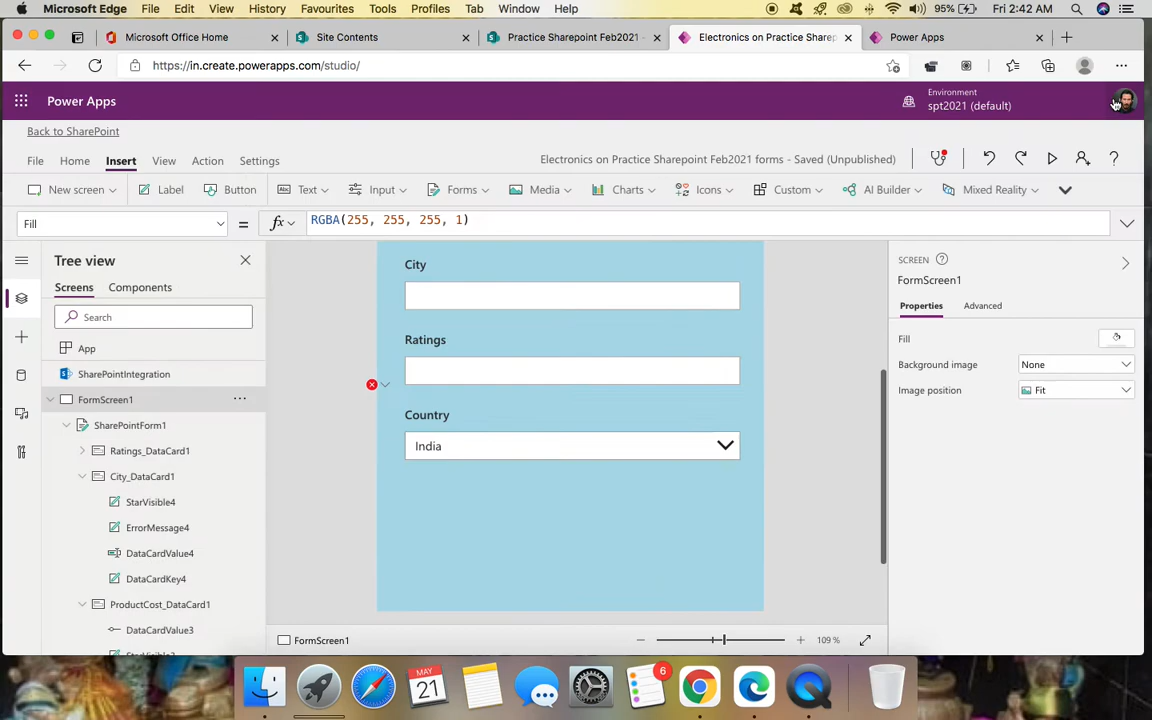 Microsoft Edge File Edit View History Favourites Tools Tab Window Help 95% Fri 2:42 AM
Microsoft Office Home Site Contents Practice Sharepoint Feb2021 - Electronics on Practice Sharep Power Apps
https://in.create.powerapps.com/studio/
Power Apps Environment
spt2021 (default)
Back to SharePoint
File Home Insert View Action Settings Electronics on Practice Sharepoint Feb2021 forms - Saved (Unpublished)
New screen Label Button Text Input Forms Media Charts Icons Custom AI Builder Mixed Reality
Fill = fx RGBA(255, 255, 255, 1)
Tree view
Screens Components
Search
App
SharePointIntegration
FormScreen1
SharePointForm1
Ratings_DataCard1
City_DataCard1
StarVisible4
ErrorMessage4
DataCardValue4
DataCardKey4
ProductCost_DataCard1
DataCardValue3
City
Ratings
Country
India
FormScreen1 109 %
SCREEN
FormScreen1
Properties Advanced
Fill
Background image None
Image position Fit
MAY
21
6